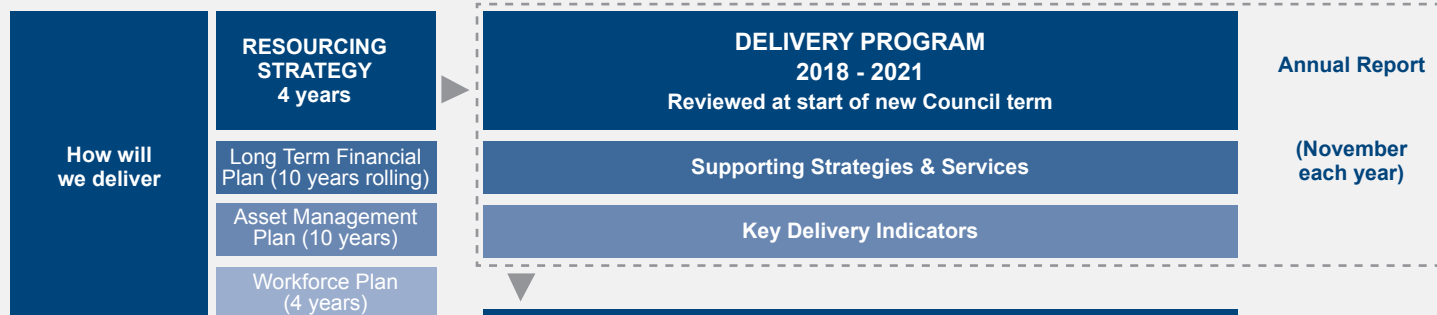 How will
we deliver
RESOURCING
STRATEGY
4 years
Long Term Financial
Plan (10 years rolling)
Asset Management
Plan (10 years)
Workforce Plan
(4 years)
DELIVERY PROGRAM
2018 - 2021
Reviewed at start of new Council term
Supporting Strategies & Services
Key Delivery Indicators
Annual Report
(November
each year)